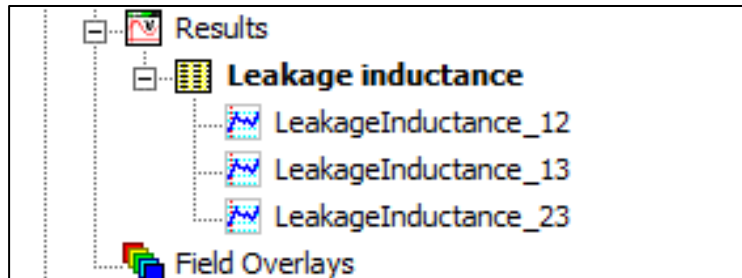 Results
Leakage inductance
LeakageInductance_12
LeakageInductance_13
LeakageInductance_23
Field Overlays